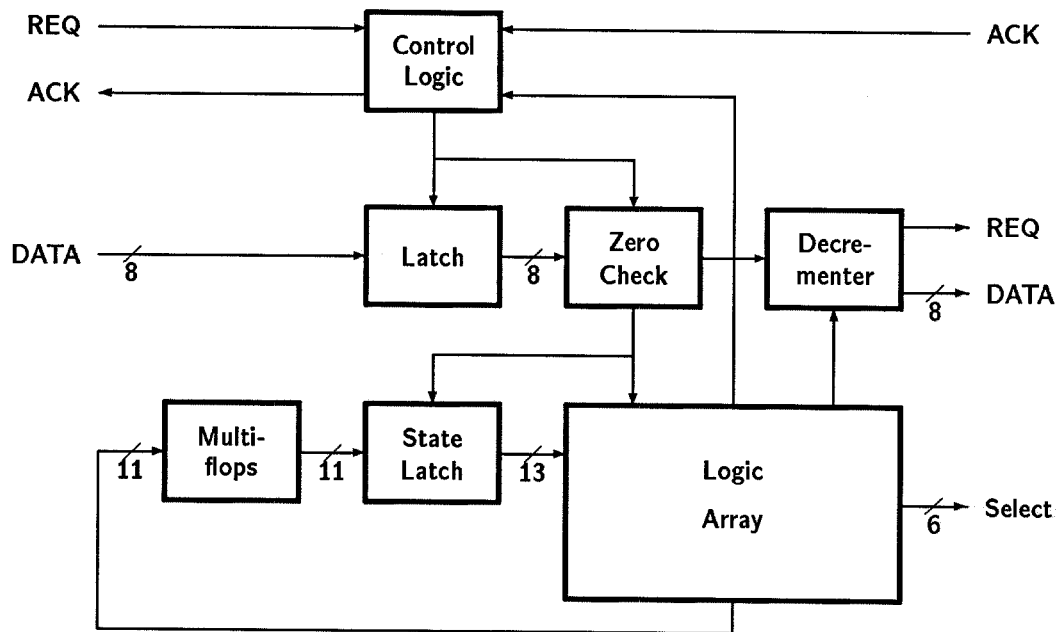 REQ
Control
Logic
ACK
ACK
DATA
8
Latch
8
Zero
Check
Decre-
menter
REQ
DATA
8
11
Multi-
flops
11
State
Latch
13
Logic
Array
6
Select